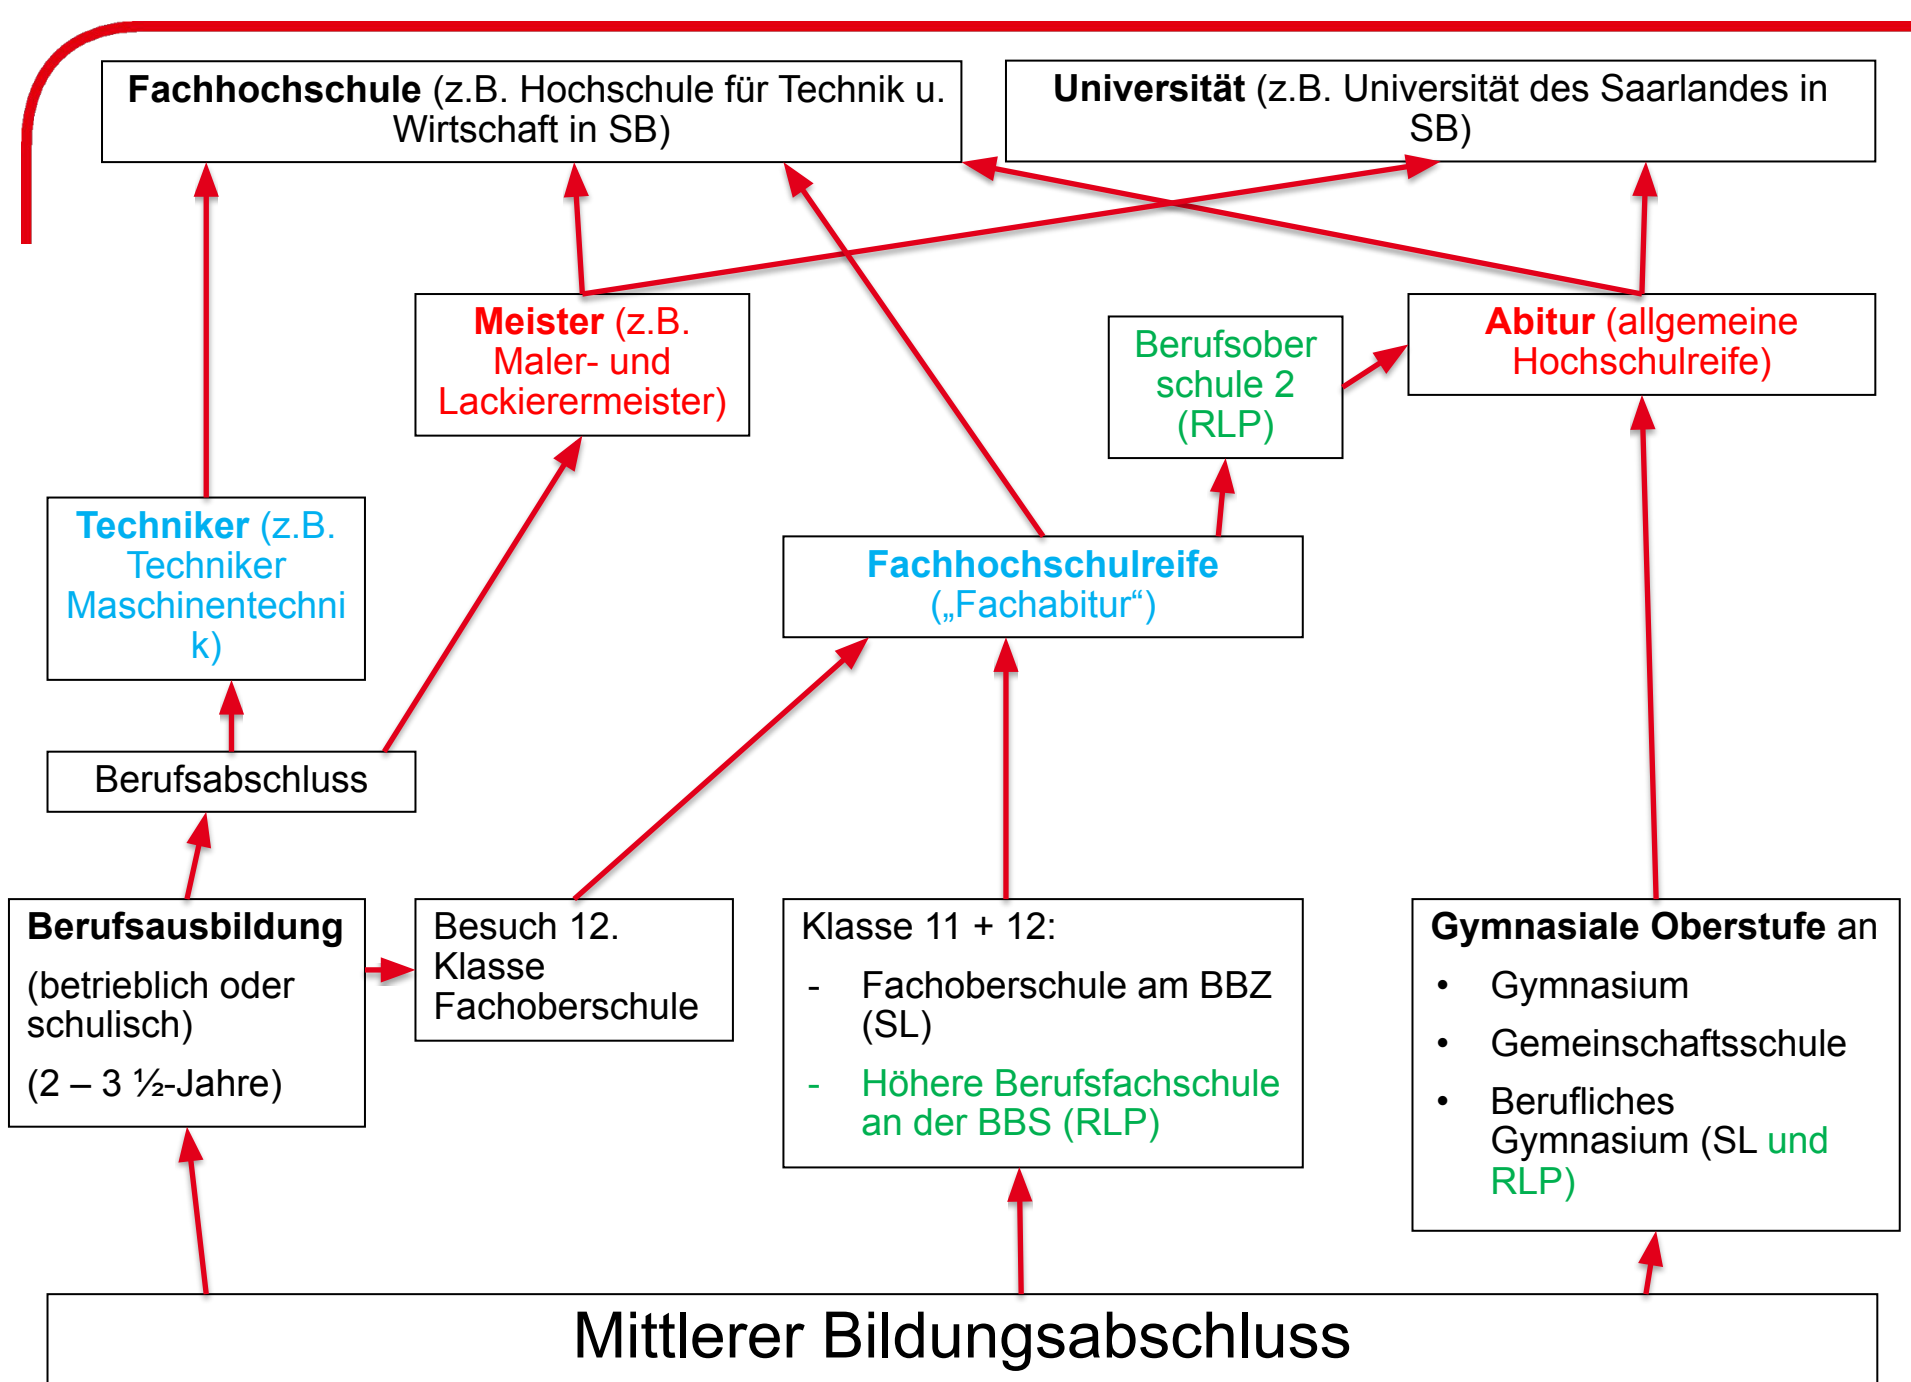 Fachhochschule (z.B. Hochschule für Technik u.
Wirtschaft in SB)
Universität (z.B. Universität des Saarlandes in
SB)
Meister (z.B.
Maler- und
Lackierermeister)
Berufsober
schule 2
(RLP)
Abitur (allgemeine
Hochschulreife)
Techniker (z.B.
Techniker
Maschinentechni
k)
Fachhochschulreife
(„Fachabitur“)
Berufsabschluss
Berufsausbildung
(betrieblich oder
schulisch)
(2 – 3 ½-Jahre)
Besuch 12.
Klasse
Fachoberschule
Klasse 11 + 12:
- Fachoberschule am BBZ
(SL)
- Höhere Berufsfachschule
an der BBS (RLP)
Gymnasiale Oberstufe an
• Gymnasium
• Gemeinschaftsschule
• Berufliches
Gymnasium (SL und
RLP)
Mittlerer Bildungsabschluss